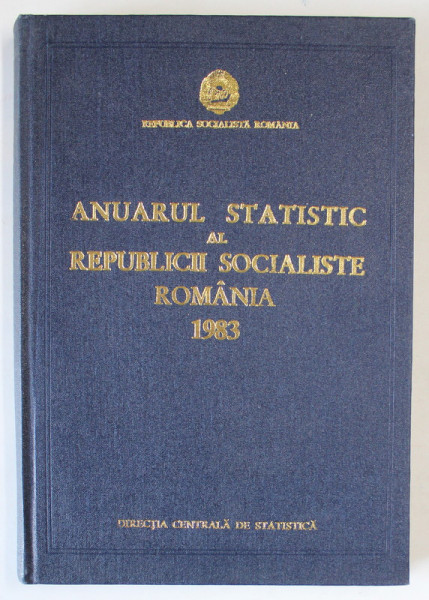 REPUBLICA SOCIALISTĂ ROMÂNIA
ANUARUL STATISTIC
AL
REPUBLICII SOCIALISTE
ROMÂNIA
1983
DIRECȚIA CENTRALĂ DE STATISTICĂ